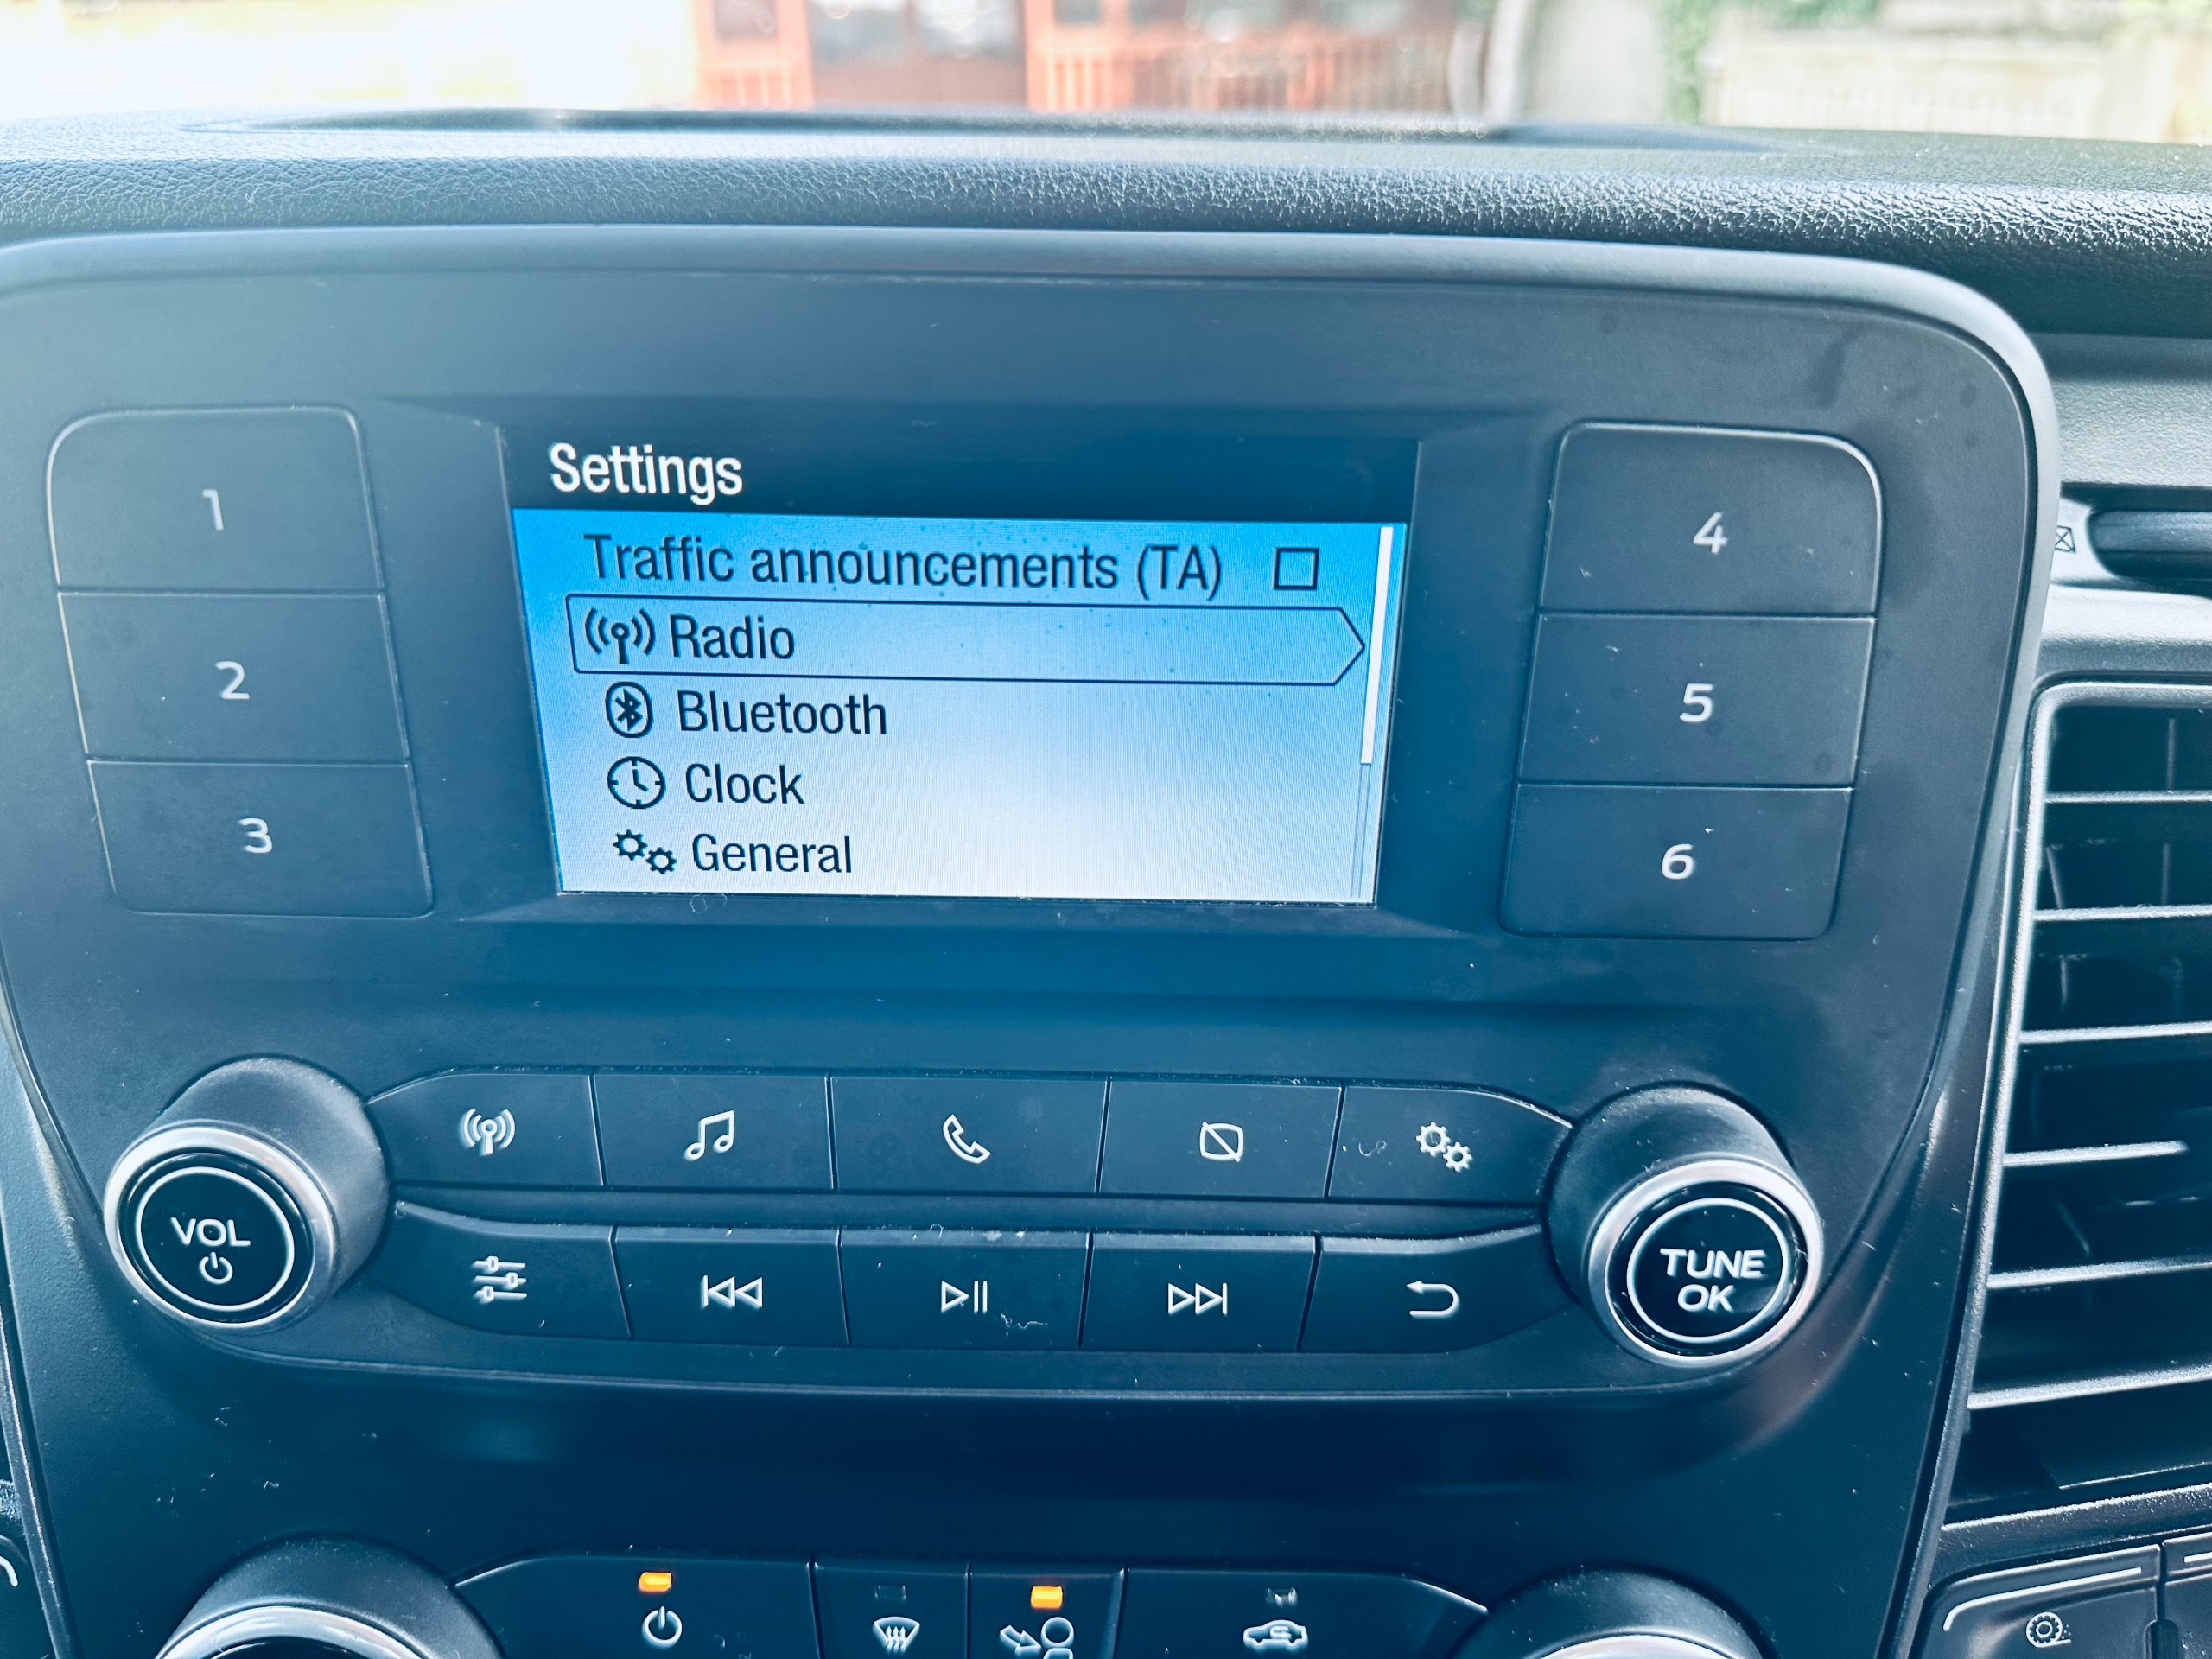 Settings
Traffic announcements (TA)
Radio
Bluetooth
Clock
General
1
2
3
4
5
6
VOL
TUNE
OK